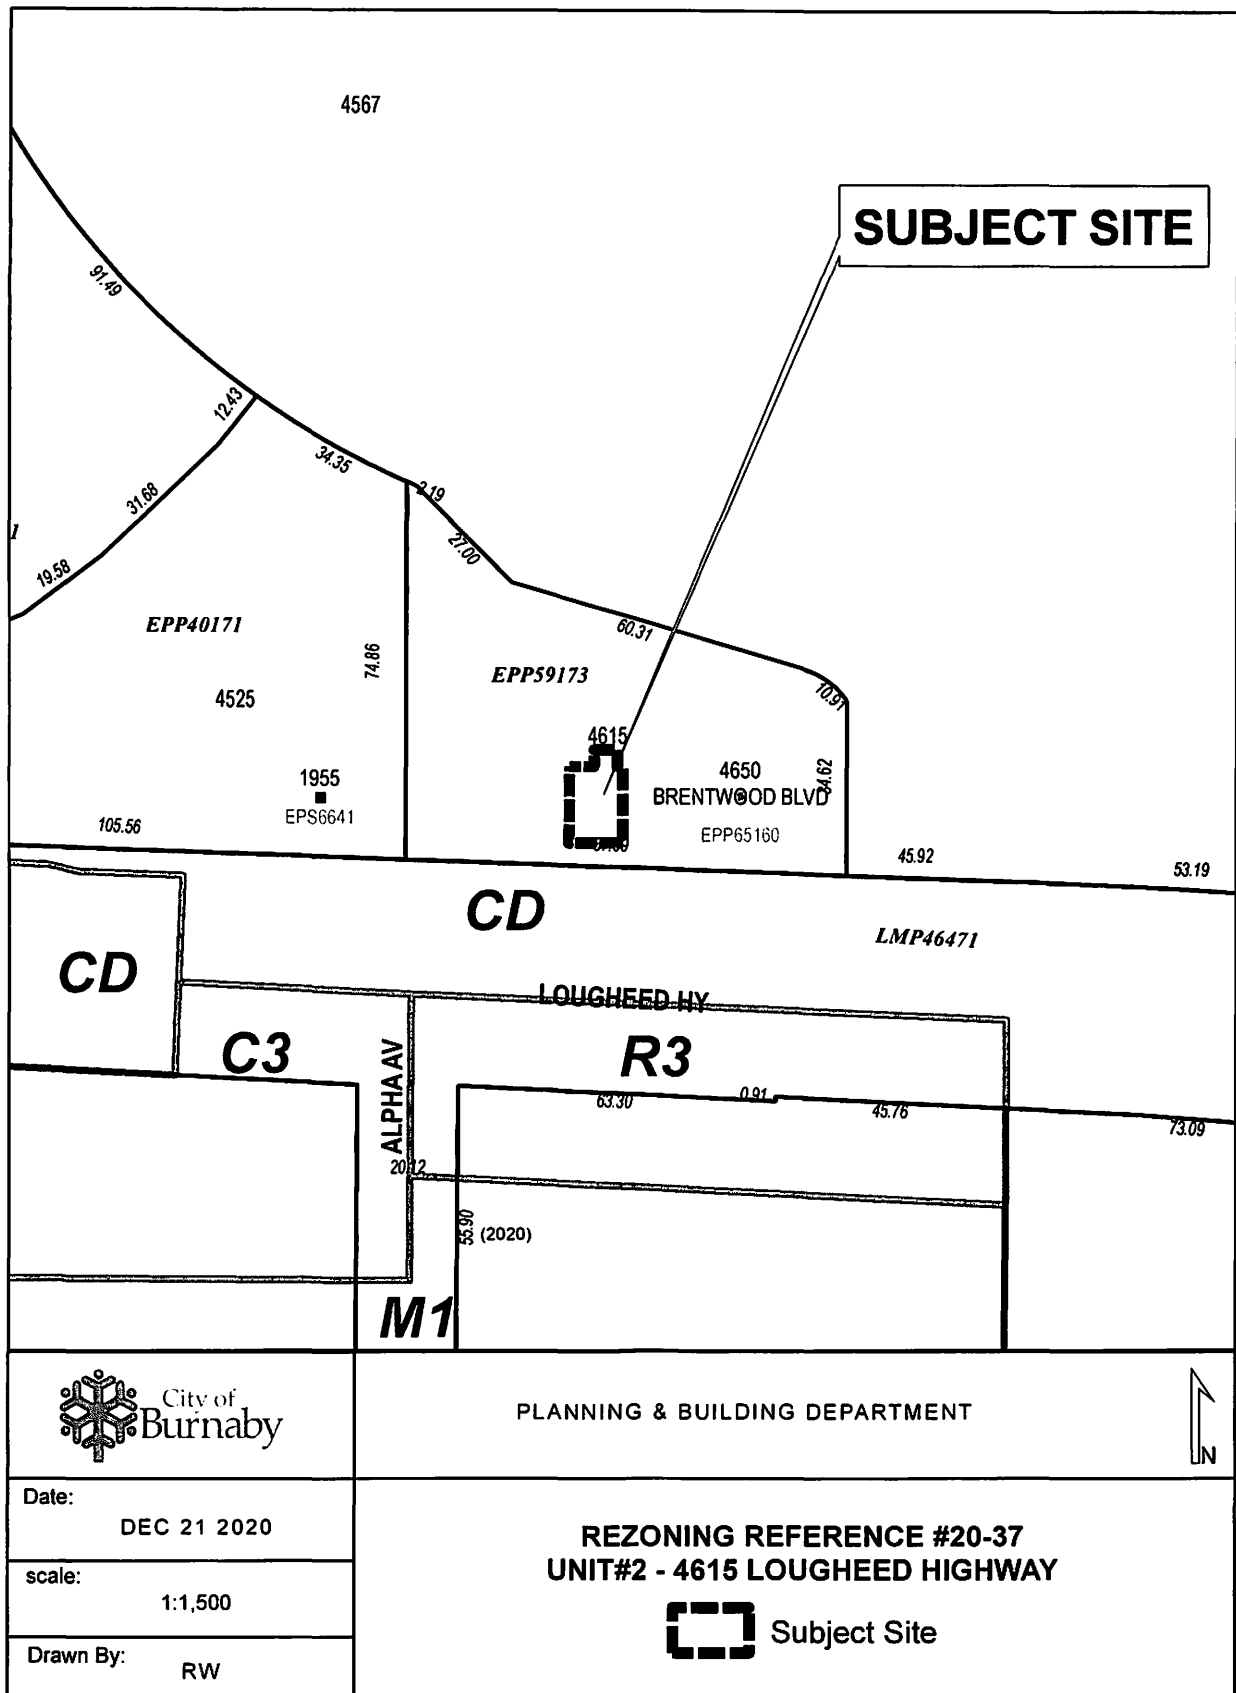 4567
SUBJECT SITE
91.49
12.43
34.35
2.19
31.68
27.00
1
19.58
EPP40171
60.31
74.86
EPP59173
4525
10.91
4615
1955
4650
34.62
BRENTWOOD BLVD
EPS6641
105.56
EPP65160
45.92
53.19
CD
LMP46471
CD
LOUGHEED HY
C3
R3
ALPHA AV
63.30
0.91
45.76
73.09
20.12
55.90
(2020)
M1
City of
Burnaby
PLANNING & BUILDING DEPARTMENT
N
Date:
DEC 21 2020
scale:
1:1,500
Drawn By:
RW
REZONING REFERENCE #20-37
UNIT#2 - 4615 LOUGHEED HIGHWAY
Subject Site